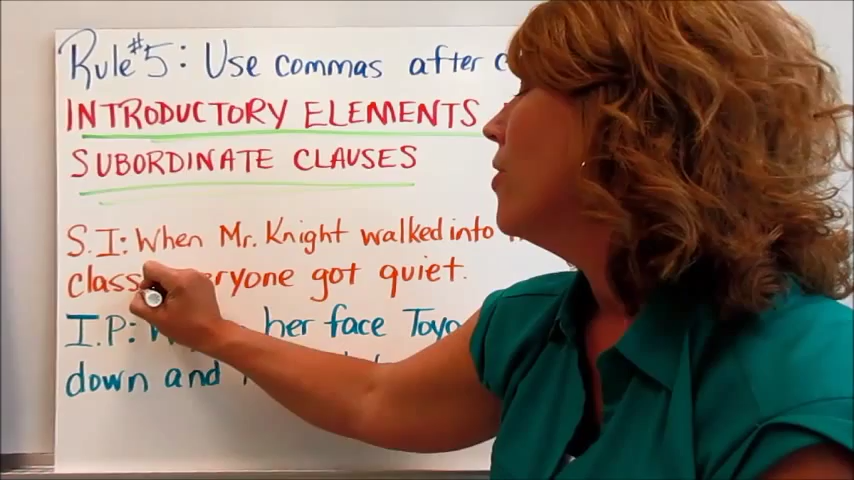 Rule #5: Use commas after
INTRODUCTORY ELEMENTS
SUBORDINATE CLAUSES
S.I: When Mr. Knight walked into
class everyone got quiet.
I.P: her face
down and